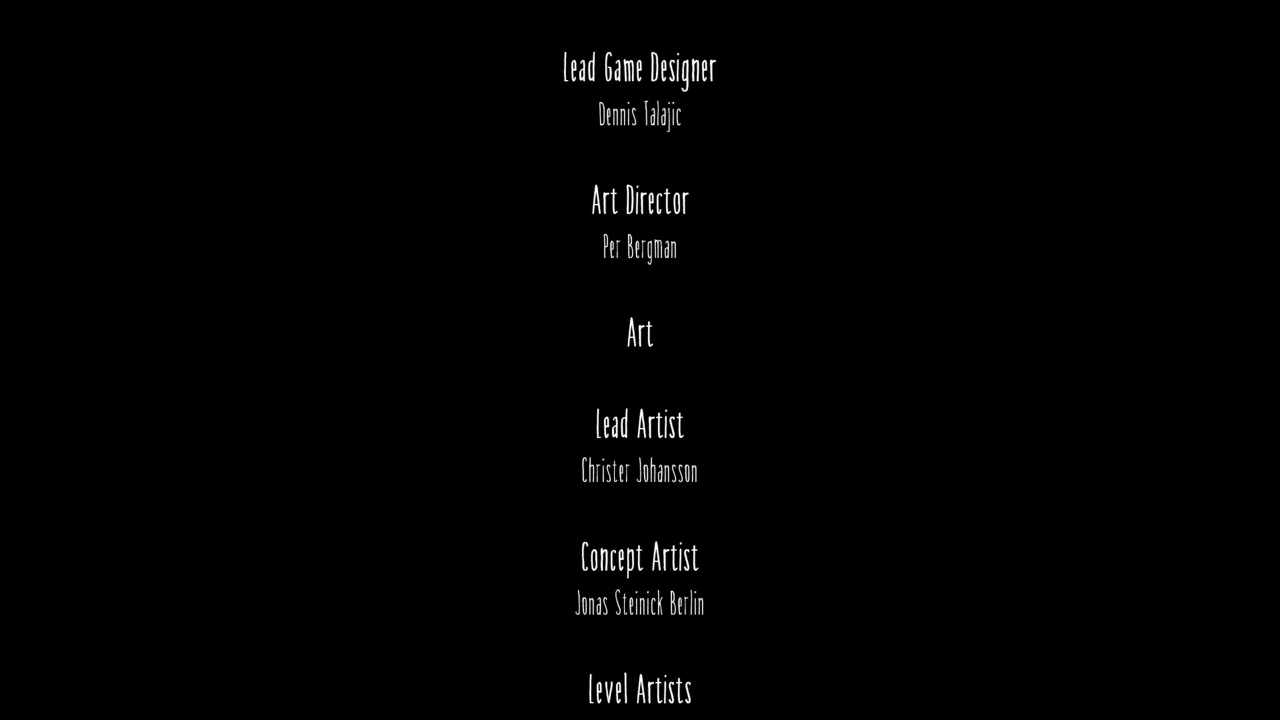 Lead Game Designer
Dennis Talajic
Art Director
Per Bergman
Art
Lead Artist
Christer Johansson
Concept Artist
Jonas Steinick Berlin
Level Artists